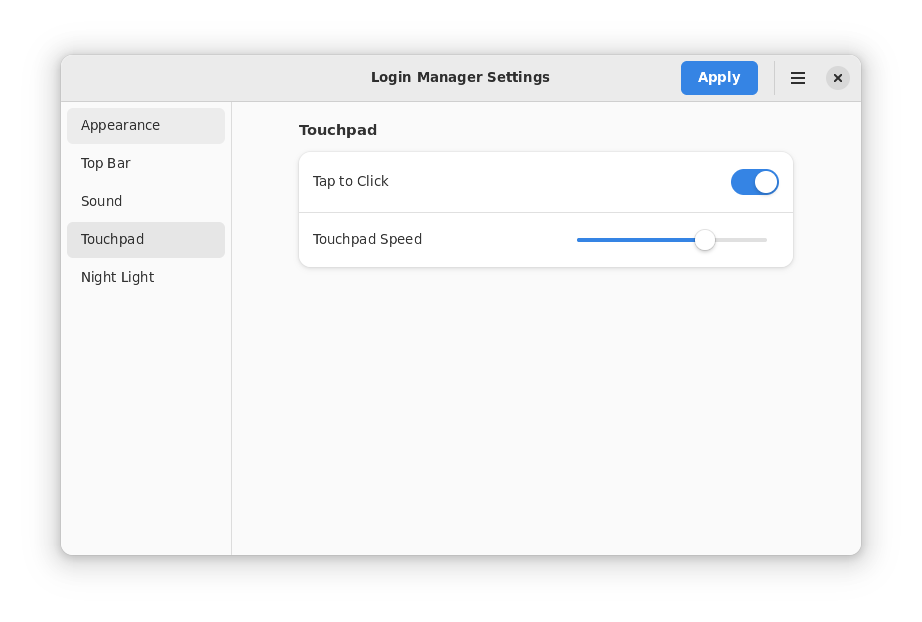 Login Manager Settings
Apply
Appearance
Top Bar
Sound
Touchpad
Night Light
Touchpad
Tap to Click
Touchpad Speed